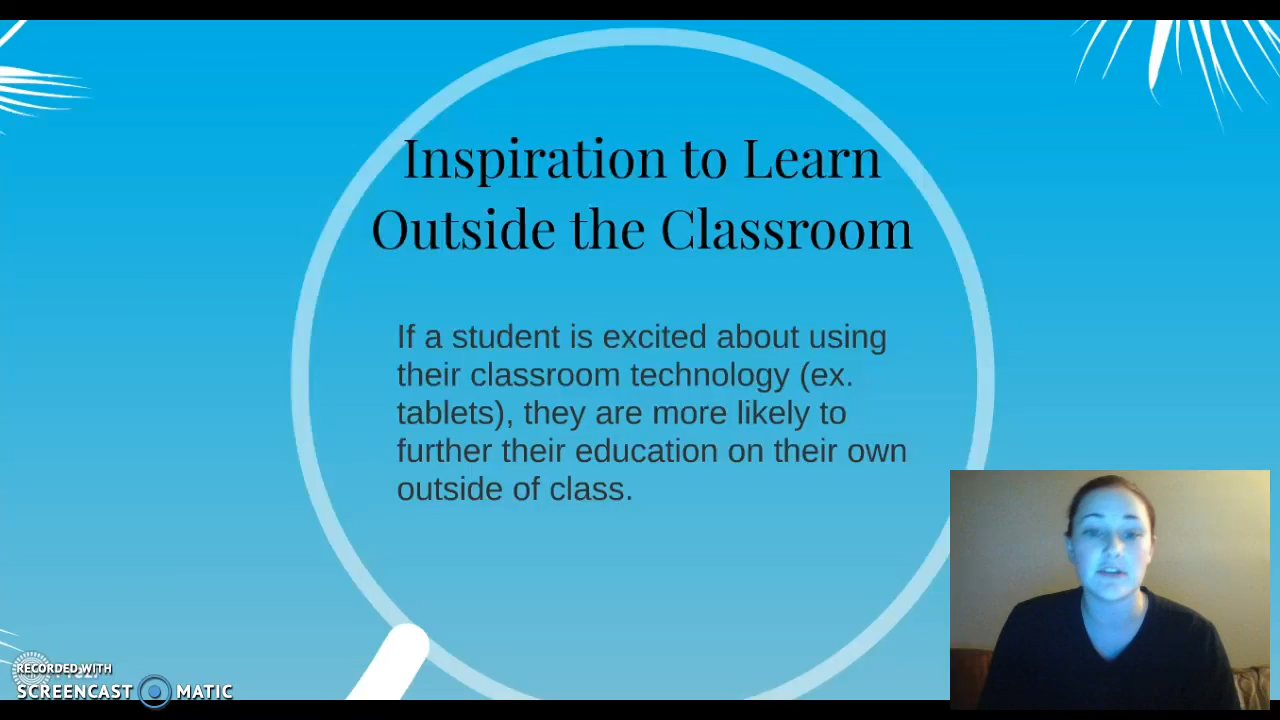 Inspiration to Learn
Outside the Classroom
If a student is excited about using
their classroom technology (ex.
tablets), they are more likely to
further their education on their own
outside of class.
RECORDED WITH
SCREENCAST MATIC